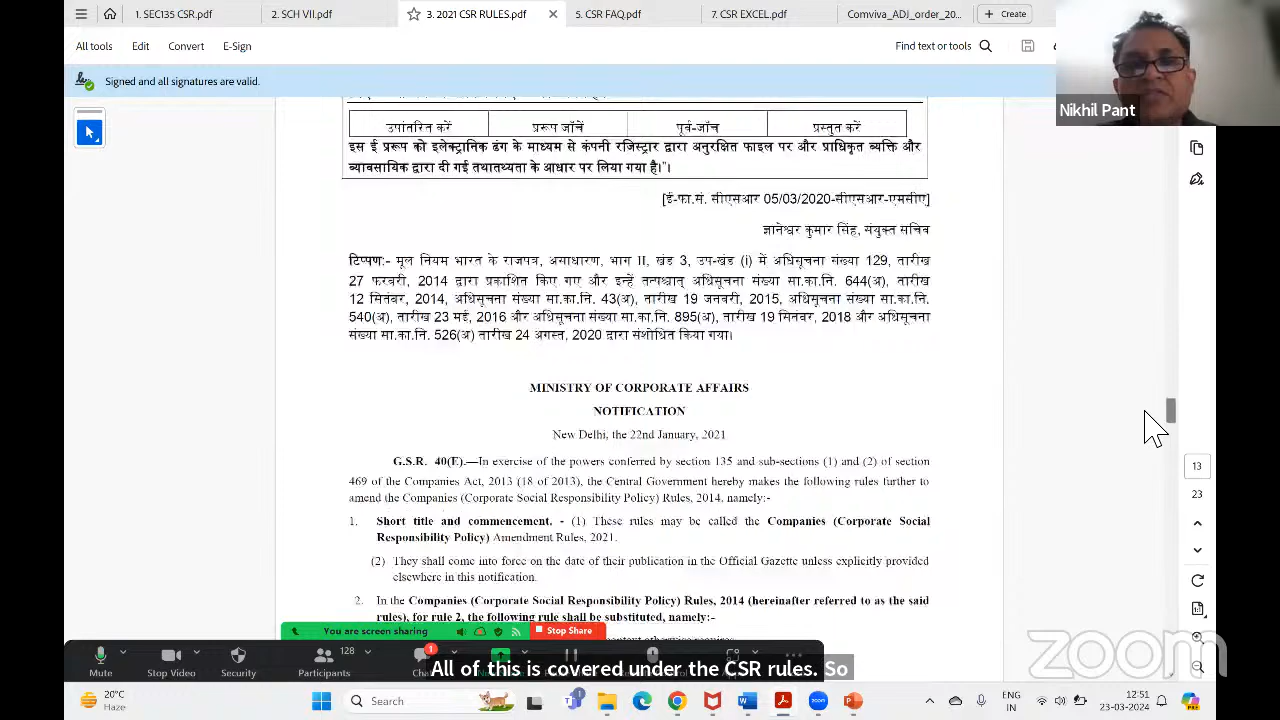 1. SEC135 CSR.pdf
2. SCH VII.pdf
3. 2021 CSR RULES.pdf
5. CSR FAQ.pdf
7. CSR EXCEL.pdf
Comviva_ADJ_order_20...
Create
All tools
Edit
Convert
E-Sign
Find text or tools
Signed and all signatures are valid.
Nikhil Pant
उपांतरित करें
प्ररूप जाँचें
पूर्व-जाँच
प्रस्तुत करें
इस ई प्ररूप को इलेक्ट्रानिक ढंग के माध्यम से कंपनी रजिस्ट्रार द्वारा अनुरक्षित फाइल पर और प्राधिकृत व्यक्ति और
व्यावसायिक द्वारा दी गई तथातथ्यता के आधार पर लिया गया है।"।
[ई-फा.सं. सीएसआर 05/03/2020-सीएसआर-एमसीए]
ज्ञानेश्वर कुमार सिंह, संयुक्त सचिव
टिप्पण:- मूल नियम भारत के राजपत्र, असाधारण, भाग II, खंड 3, उप-खंड (i) में अधिसूचना संख्या 129, तारीख
27 फरवरी, 2014 द्वारा प्रकाशित किए गए और इन्हें तत्पश्चात् अधिसूचना संख्या सा.का.नि. 644(अ), तारीख
12 सितंबर, 2014, अधिसूचना संख्या सा.का.नि. 43(अ), तारीख 19 जनवरी, 2015, अधिसूचना संख्या सा.का.नि.
540(अ), तारीख 23 मई, 2016 और अधिसूचना संख्या सा.का.नि. 895(अ), तारीख 19 सितंबर, 2018 और अधिसूचना
संख्या सा.का.नि. 526(अ) तारीख 24 अगस्त, 2020 द्वारा संशोधित किया गया।
MINISTRY OF CORPORATE AFFAIRS
NOTIFICATION
New Delhi, the 22nd January, 2021
G.S.R. 40(E).—In exercise of the powers conferred by section 135 and sub-sections (1) and (2) of section
469 of the Companies Act, 2013 (18 of 2013), the Central Government hereby makes the following rules further to
amend the Companies (Corporate Social Responsibility Policy) Rules, 2014, namely:-
1. Short title and commencement. - (1) These rules may be called the Companies (Corporate Social
Responsibility Policy) Amendment Rules, 2021.
(2) They shall come into force on the date of their publication in the Official Gazette unless explicitly provided
elsewhere in this notification.
2. In the Companies (Corporate Social Responsibility Policy) Rules, 2014 (hereinafter referred to as the said
rules), for rule 2, the following rule shall be substituted, namely:-
13
23
You are screen sharing
Stop Share
Mute
Stop Video
Security
Participants
128
Chat
1
All of this is covered under the CSR rules. So
zoom
20°C
Haze
Search
1
ENG
IN
12:51
23-03-2024